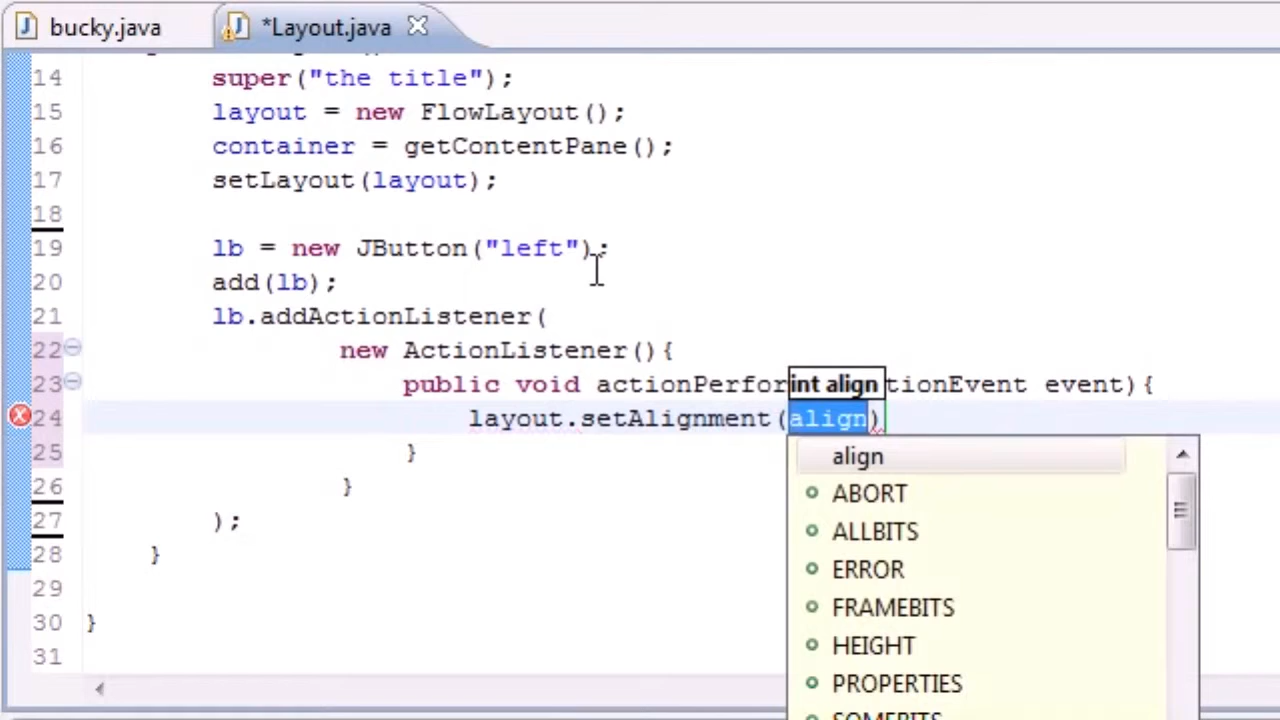 bucky.java
*Layout.java
14 super("the title");
15 layout = new FlowLayout();
16 container = getContentPane();
17 setLayout(layout);
18
19 lb = new JButton("left");
20 add(lb);
21 lb.addActionListener(
22 new ActionListener(){
int align
23 public void actionPerfor tionEvent event){
24 layout.setAlignment(align)
25 }
26 }
27 );
28 }
29
30 }
31
align
ABORT
ALLBITS
ERROR
FRAMEBITS
HEIGHT
PROPERTIES
SOMEBITS